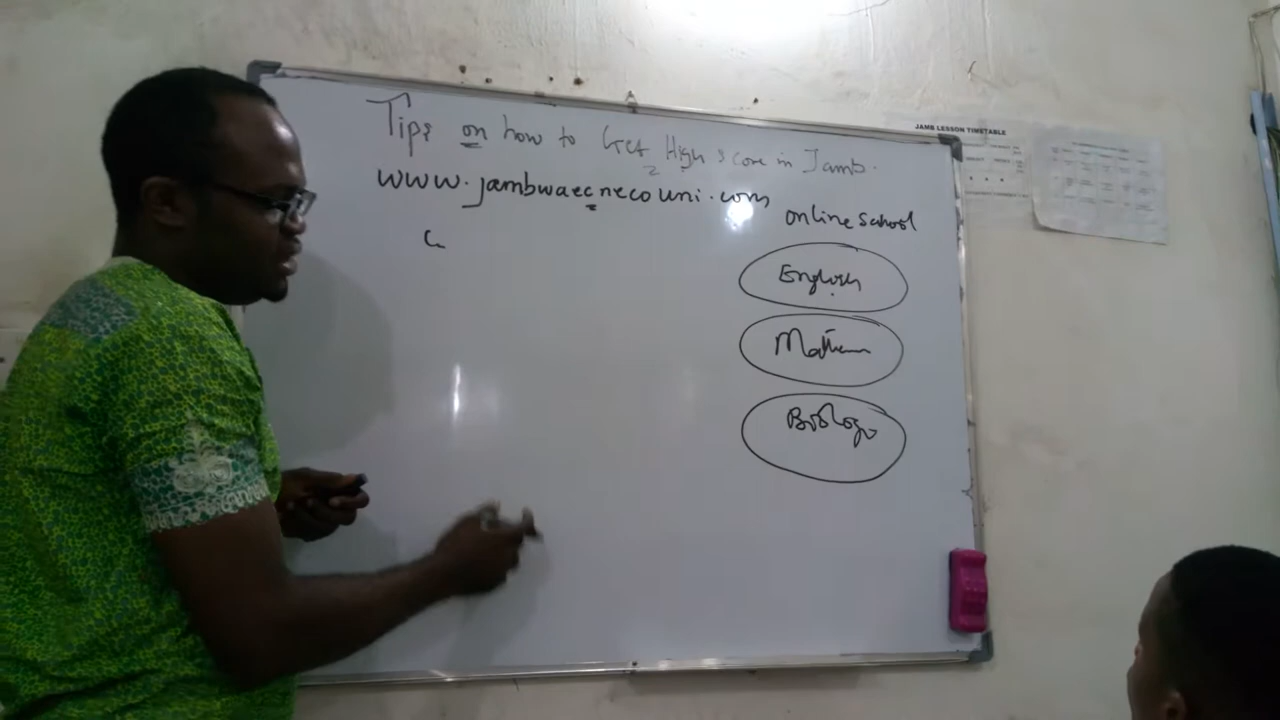 Tips on how to Get High score in Jamb.
www.jambwaecnecouni.com
online school
English
Mathem
Biology
JAMB LESSON TIMETABLE